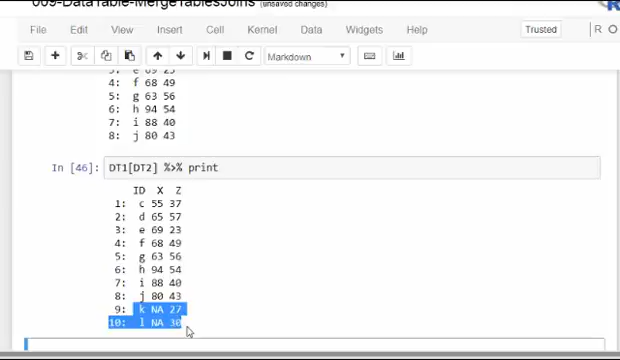 009-DataTable-MergeTablesJoins (unsaved changes)
File Edit View Insert Cell Kernel Data Widgets Help Trusted R
Markdown
3: e 69 23
4: f 68 49
5: g 63 56
6: h 94 54
7: i 88 40
8: j 80 43
In [46]: DT1[DT2] %>% print
ID X Z
1: c 55 37
2: d 65 57
3: e 69 23
4: f 68 49
5: g 63 56
6: h 94 54
7: i 88 40
8: j 80 43
9: k NA 27
10: l NA 30